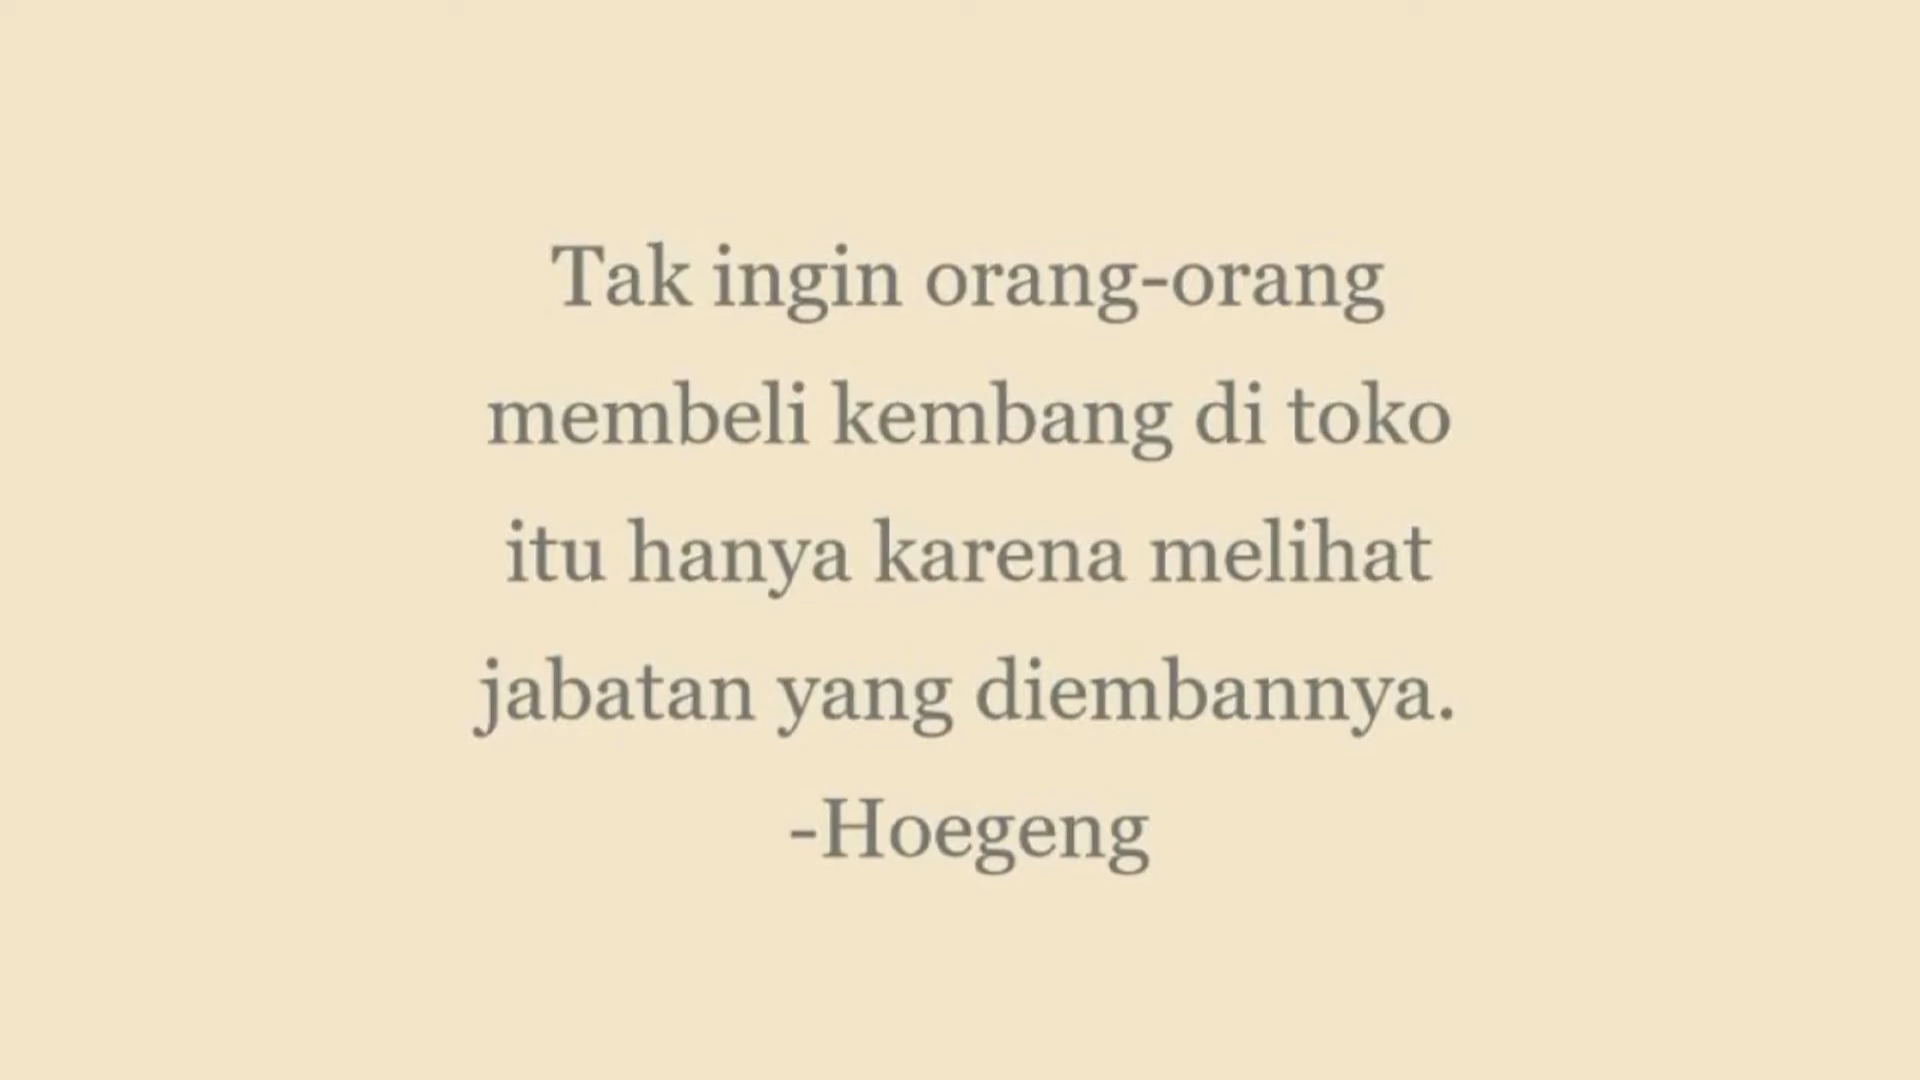 Tak ingin orang-orang
membeli kembang di toko
itu hanya karena melihat
jabatan yang diembannya.
-Hoegeng